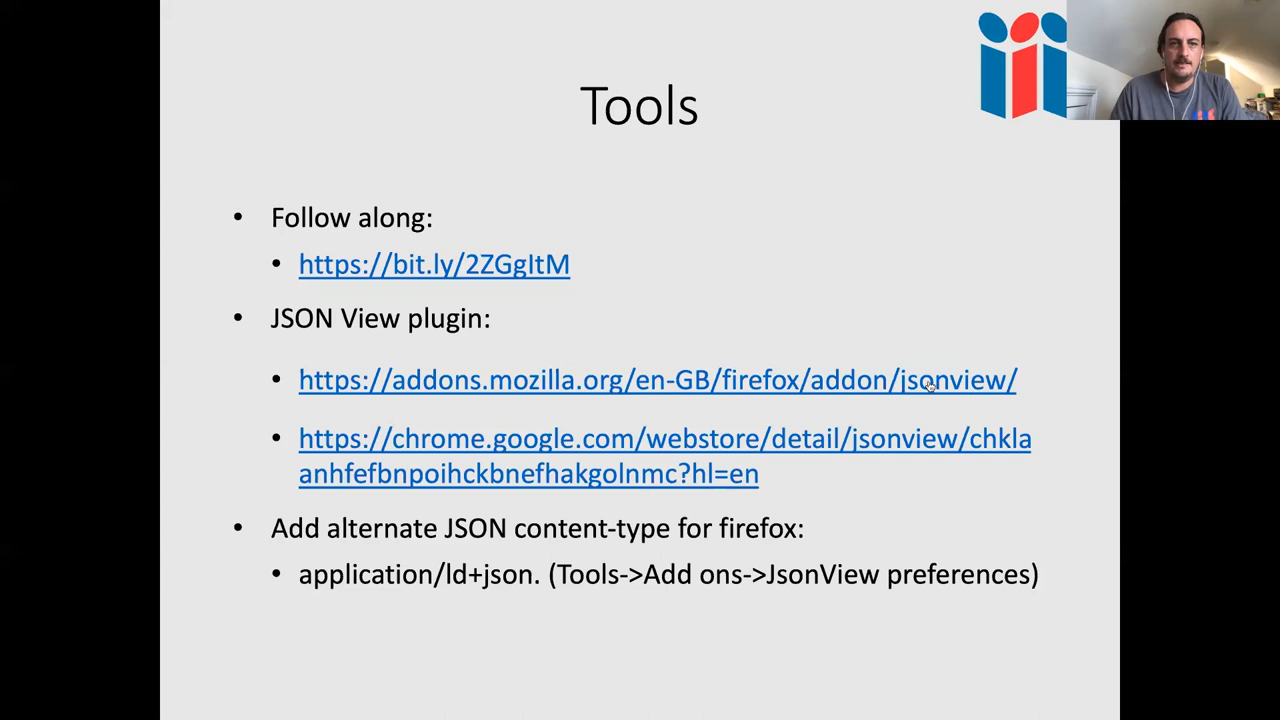 Tools
• Follow along:
• https://bit.ly/2ZGgItM
• JSON View plugin:
• https://addons.mozilla.org/en-GB/firefox/addon/jsonview/
• https://chrome.google.com/webstore/detail/jsonview/chkla
anhfefbnpoihckbnefhakgolnmc?hl=en
• Add alternate JSON content-type for firefox:
• application/ld+json. (Tools->Add ons->JsonView preferences)